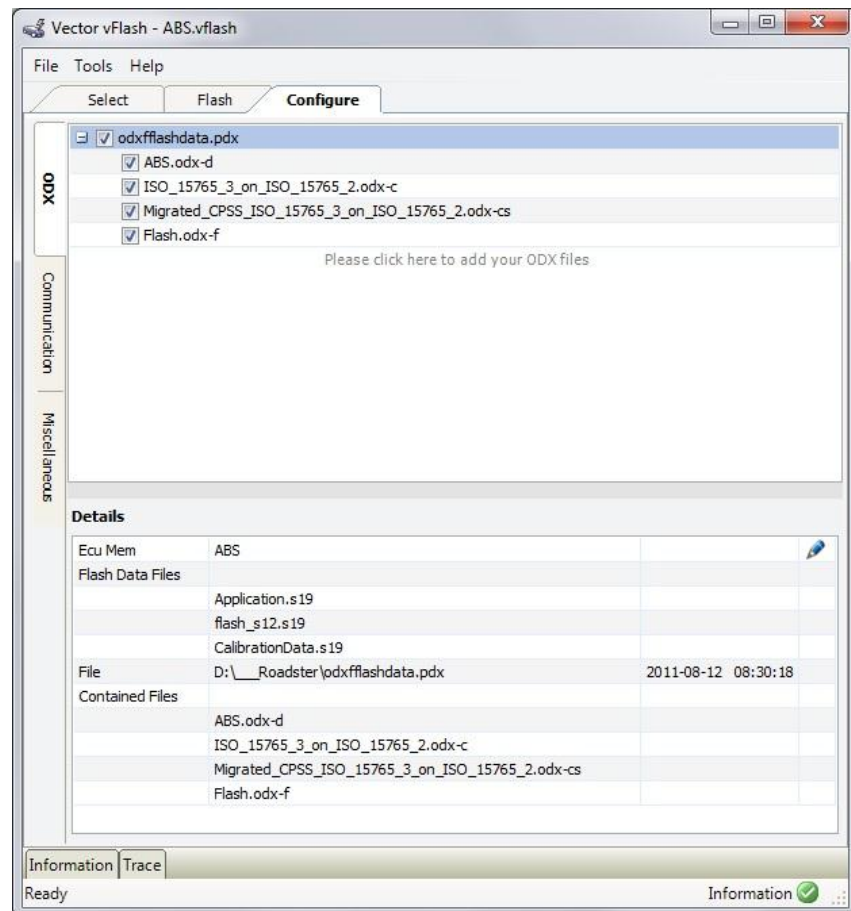 Vector vFlash - ABS.vflash
File Tools Help
Select Flash Configure
ODX
Communication
Miscellaneous
odxfflashdata.pdx
ABS.odx-d
ISO_15765_3_on_ISO_15765_2.odx-c
Migrated_CPSS_ISO_15765_3_on_ISO_15765_2.odx-cs
Flash.odx-f
Please click here to add your ODX files
Details
Ecu Mem ABS
Flash Data Files
Application.s19
flash_s12.s19
CalibrationData.s19
File D:\___Roadster\odxfflashdata.pdx 2011-08-12 08:30:18
Contained Files
ABS.odx-d
ISO_15765_3_on_ISO_15765_2.odx-c
Migrated_CPSS_ISO_15765_3_on_ISO_15765_2.odx-cs
Flash.odx-f
Information Trace
Ready Information